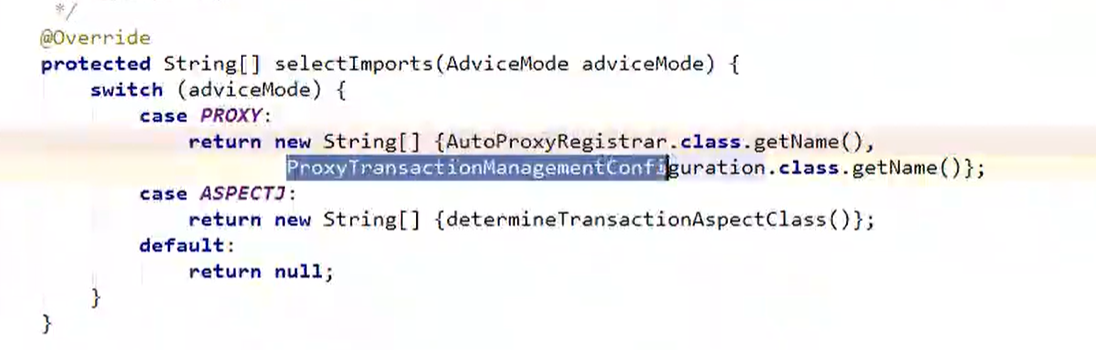 */
@Override
protected String[] selectImports(AdviceMode adviceMode) {
switch (adviceMode) {
case PROXY:
return new String[] {AutoProxyRegistrar.class.getName(),
ProxyTransactionManagementConfiguration.class.getName()};
case ASPECTJ:
return new String[] {determineTransactionAspectClass()};
default:
return null;
}
}